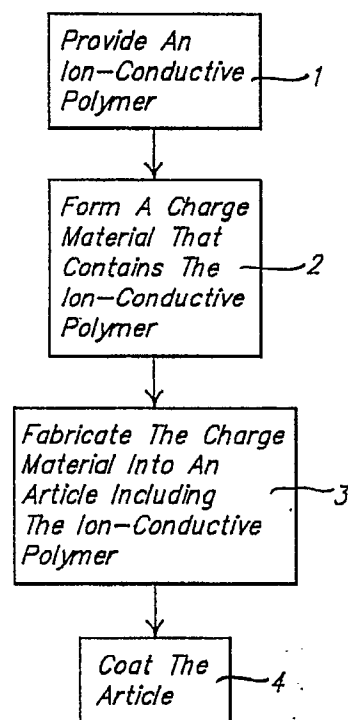 Provide An
Ion-Conductive
Polymer
1
Form A Charge
Material That
Contains The
Ion-Conductive
Polymer
2
Fabricate The Charge
Material Into An
Article Including
The Ion-Conductive
Polymer
3
Coat The
Article
4